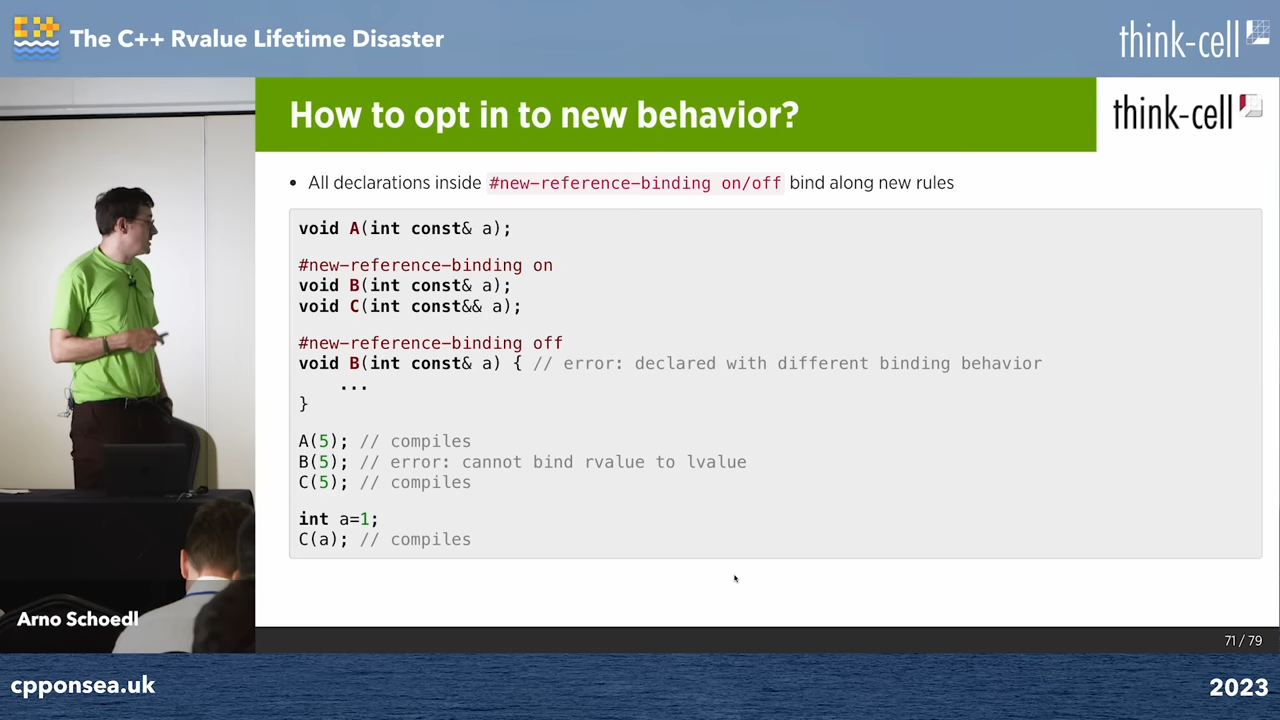 The C++ Rvalue Lifetime Disaster
think-cell
How to opt in to new behavior?
think-cell
• All declarations inside #new-reference-binding on/off bind along new rules
void A(int const& a);
#new-reference-binding on
void B(int const& a);
void C(int const&& a);
#new-reference-binding off
void B(int const& a) { // error: declared with different binding behavior
...
}
A(5); // compiles
B(5); // error: cannot bind rvalue to lvalue
C(5); // compiles
int a=1;
C(a); // compiles
Arno Schoedl
71 / 79
cpponsea.uk
2023